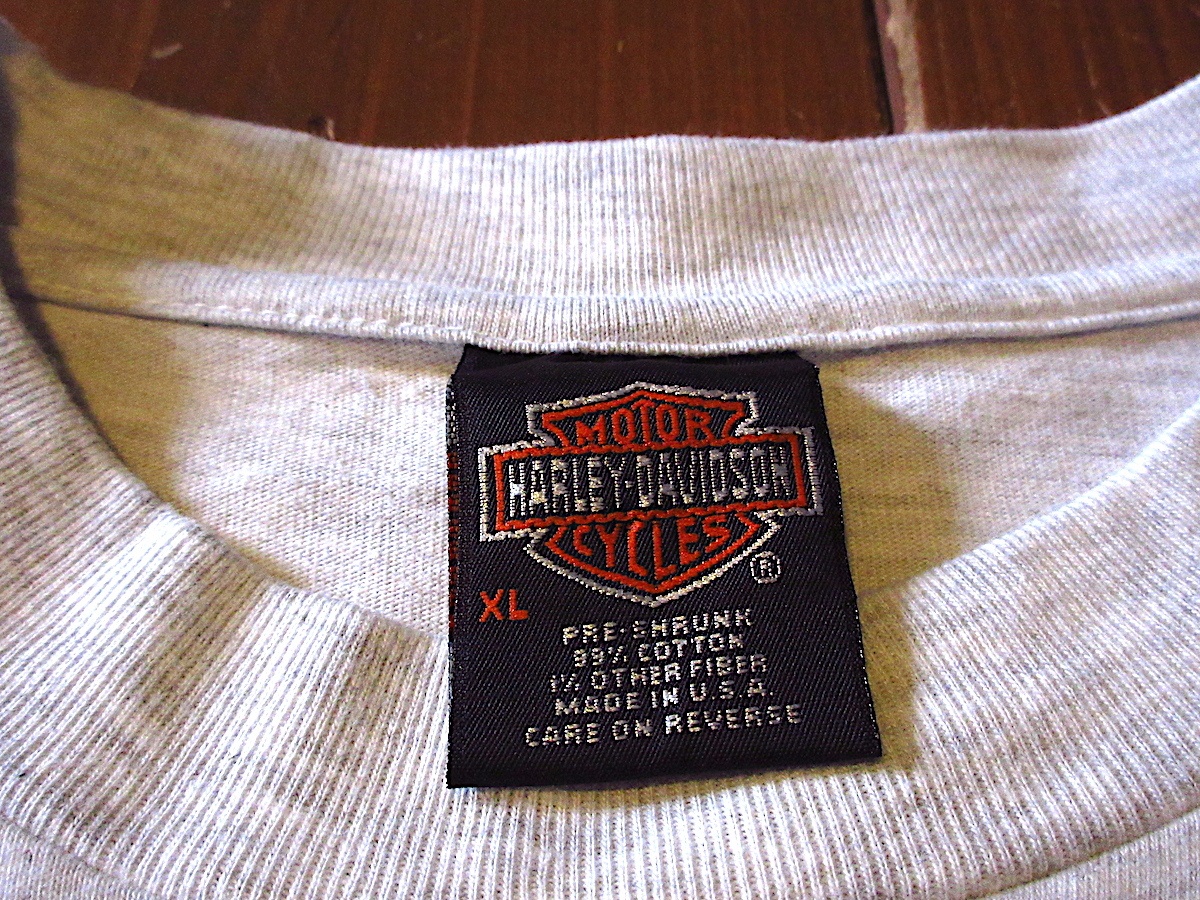 MOTOR
HARLEY-DAVIDSON
CYCLES
®
XL
PRE-SHRUNK
99% COTTON
1% OTHER FIBER
MADE IN U.S.A.
CARE ON REVERSE